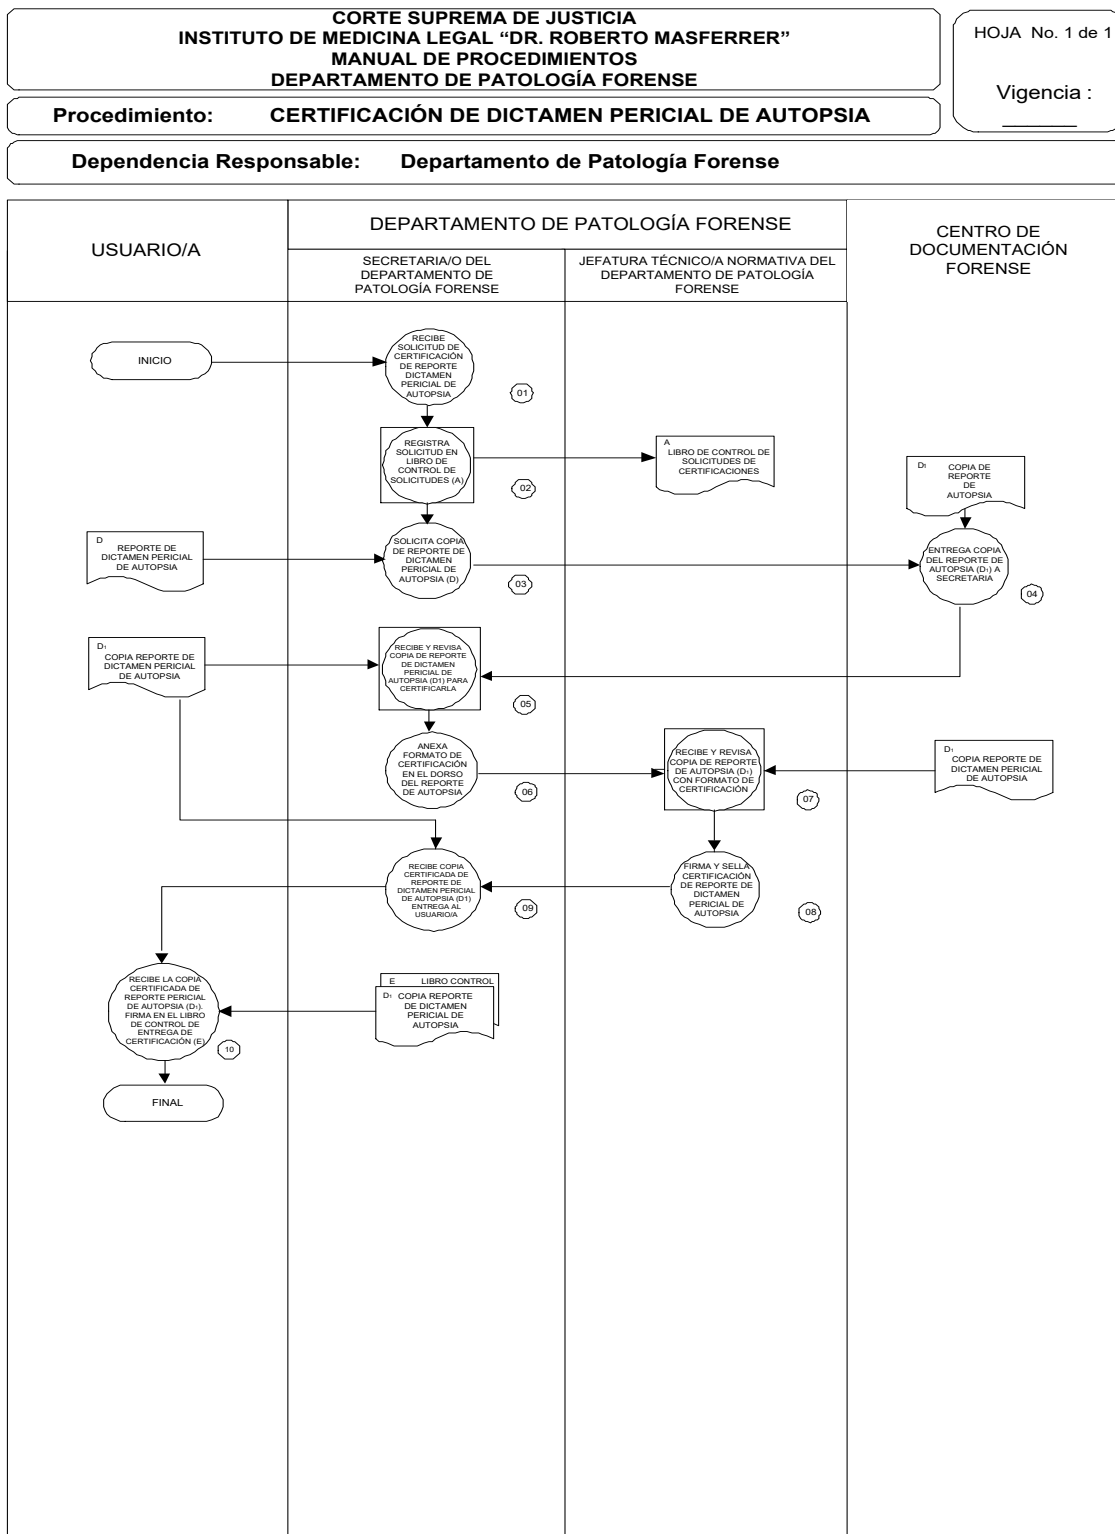 CORTE SUPREMA DE JUSTICIA
INSTITUTO DE MEDICINA LEGAL “DR. ROBERTO MASFERRER”
MANUAL DE PROCEDIMIENTOS
DEPARTAMENTO DE PATOLOGÍA FORENSE
HOJA No. 1 de 1
Vigencia :
______
Procedimiento: CERTIFICACIÓN DE DICTAMEN PERICIAL DE AUTOPSIA
Dependencia Responsable: Departamento de Patología Forense
USUARIO/A
DEPARTAMENTO DE PATOLOGÍA FORENSE
SECRETARIA/O DEL
DEPARTAMENTO DE
PATOLOGÍA FORENSE
JEFATURA TÉCNICO/A NORMATIVA DEL
DEPARTAMENTO DE PATOLOGÍA
FORENSE
CENTRO DE
DOCUMENTACIÓN
FORENSE
INICIO
RECIBE
SOLICITUD DE
CERTIFICACIÓN
DE REPORTE
DICTAMEN
PERICIAL DE
AUTOPSIA
01
REGISTRA
SOLICITUD EN
LIBRO DE
CONTROL DE
SOLICITUDES (A)
02
A
LIBRO DE CONTROL DE
SOLICITUDES DE
CERTIFICACIONES
D1
COPIA DE
REPORTE
DE
AUTOPSIA
D
REPORTE DE
DICTAMEN PERICIAL
DE AUTOPSIA
SOLICITA COPIA
DE REPORTE DE
DICTAMEN
PERICIAL DE
AUTOPSIA (D)
03
ENTREGA COPIA
DEL REPORTE DE
AUTOPSIA (D1) A
SECRETARIA
04
D1
COPIA REPORTE DE
DICTAMEN PERICIAL
DE AUTOPSIA
RECIBE Y REVISA
COPIA DE REPORTE
DE DICTAMEN
PERICIAL DE
AUTOPSIA (D1) PARA
CERTIFICARLA
05
ANEXA
FORMATO DE
CERTIFICACIÓN
EN EL DORSO
DEL REPORTE
DE AUTOPSIA
06
RECIBE Y REVISA
COPIA DE REPORTE
DE AUTOPSIA (D1)
CON FORMATO DE
CERTIFICACIÓN
07
D1
COPIA REPORTE DE
DICTAMEN PERICIAL
DE AUTOPSIA
RECIBE COPIA
CERTIFICADA DE
REPORTE DE
DICTAMEN PERICIAL
DE AUTOPSIA (D1)
ENTREGA AL
USUARIO/A
09
FIRMA Y SELLA
CERTIFICACIÓN
DE REPORTE DE
DICTAMEN
PERICIAL DE
AUTOPSIA
08
RECIBE LA COPIA
CERTIFICADA DE
REPORTE PERICIAL
DE AUTOPSIA (D1).
FIRMA EN EL LIBRO
DE CONTROL DE
ENTREGA DE
CERTIFICACIÓN (E)
10
E LIBRO CONTROL
D1 COPIA REPORTE
DE DICTAMEN
PERICIAL DE
AUTOPSIA
FINAL